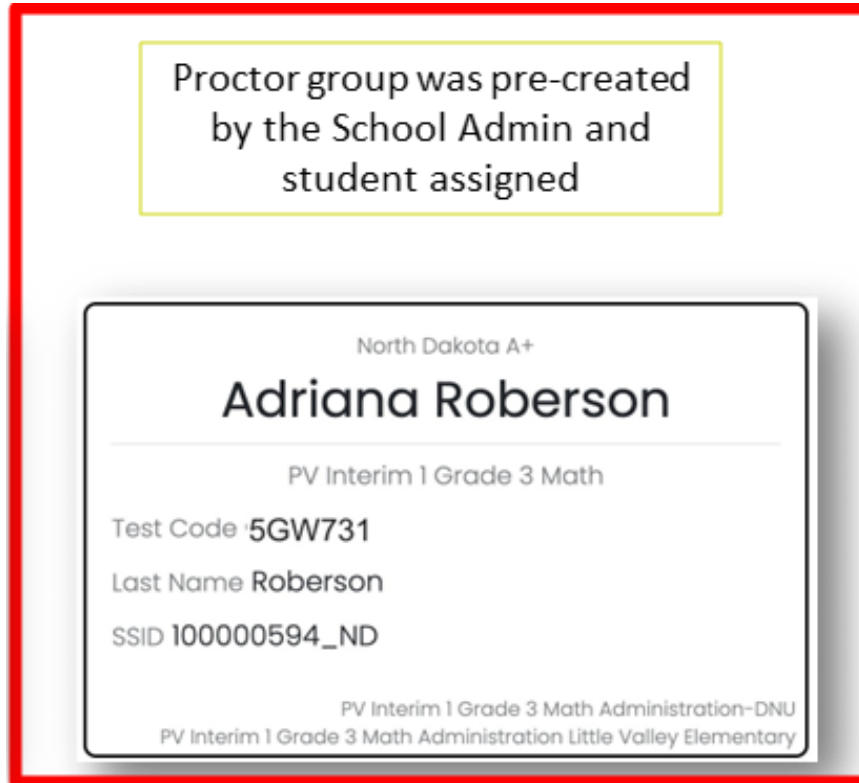 Proctor group was pre-created
by the School Admin and
student assigned
North Dakota A+
Adriana Roberson
PV Interim 1 Grade 3 Math
Test Code 5GW731
Last Name Roberson
SSID 100000594_ND
PV Interim 1 Grade 3 Math Administration-DNU
PV Interim 1 Grade 3 Math Administration Little Valley Elementary